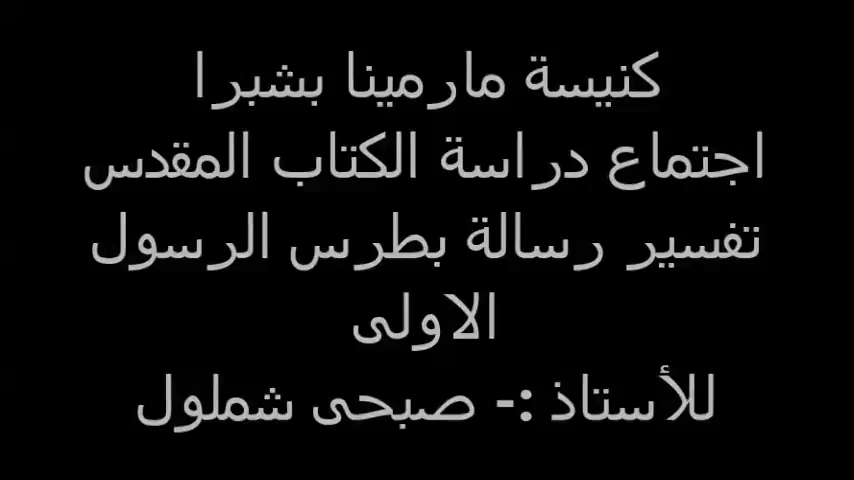 كنيسة مارمينا بشبرا
اجتماع دراسة الكتاب المقدس
تفسير رسالة بطرس الرسول
الاولى
للأستاذ :- صبحى شملول